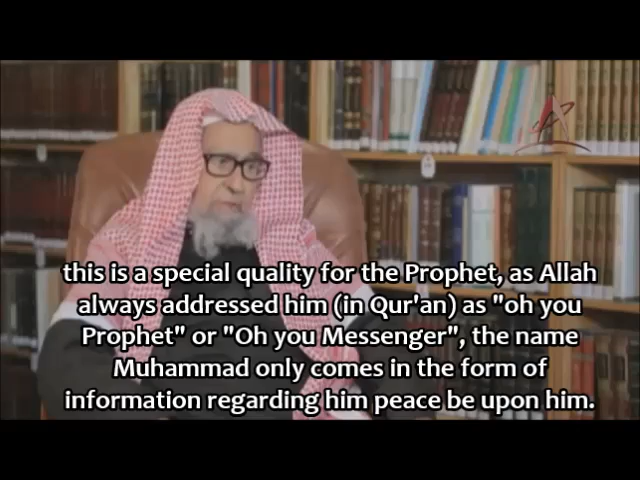 this is a special quality for the Prophet, as Allah
always addressed him (in Qur'an) as "oh you
Prophet" or "Oh you Messenger", the name
Muhammad only comes in the form of
information regarding him peace be upon him.